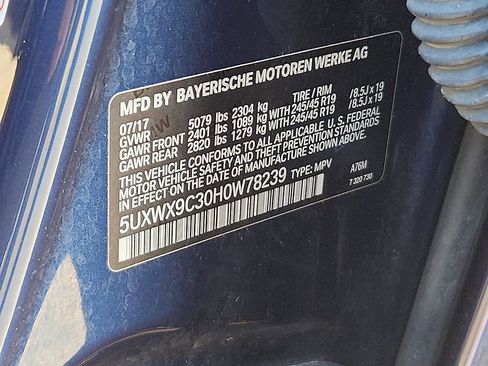 MFD BY BAYERISCHE MOTOREN WERKE AG
07/17 TIRE / RIM
GVWR 5079 lbs 2304 kg
GAWR FRONT 2401 lbs 1089 kg WITH 245/45 R19 / 8.5J x 19
GAWR REAR 2820 lbs 1279 kg WITH 245/45 R19 / 8.5J x 19
THIS VEHICLE CONFORMS TO ALL APPLICABLE U.S. FEDERAL
MOTOR VEHICLE SAFETY AND THEFT PREVENTION STANDARDS
IN EFFECT ON THE DATE OF MANUFACTURE SHOWN ABOVE.
5UXWX9C30H0W78239 TYPE: MPV A76M
7 320 730